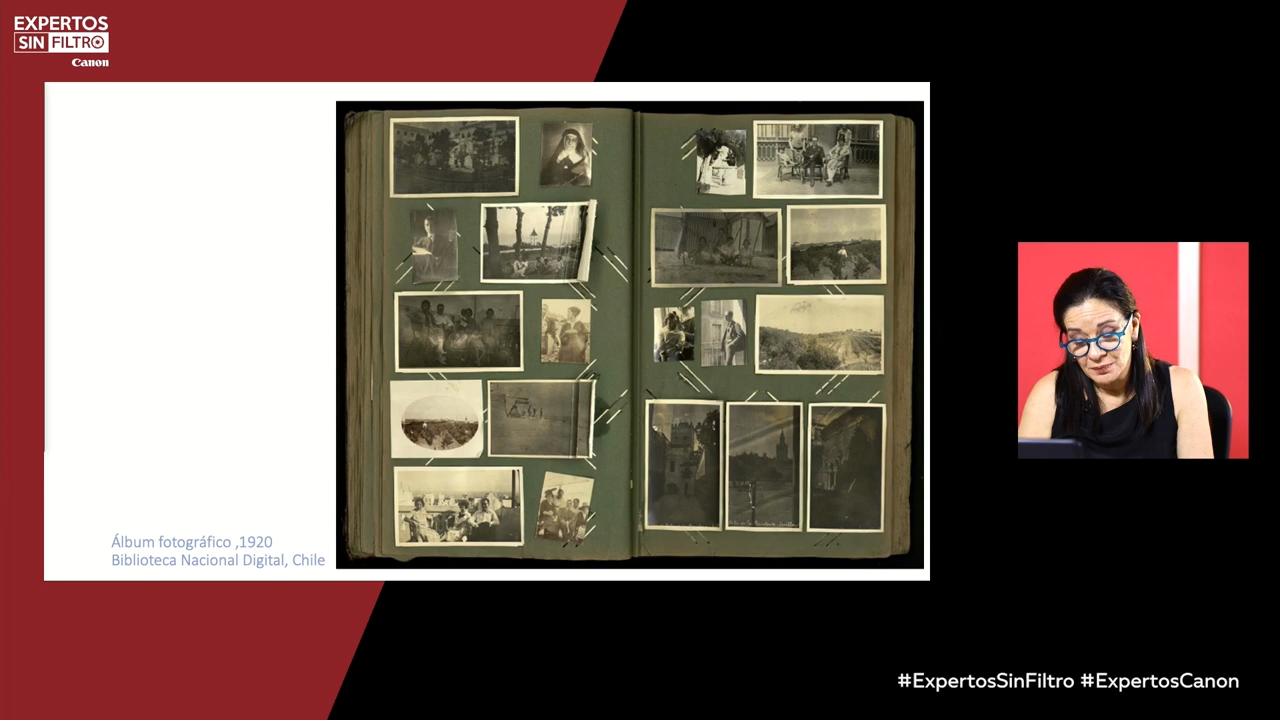 EXPERTOS
SIN FILTRO
Canon
Álbum fotográfico ,1920
Biblioteca Nacional Digital, Chile
#ExpertosSinFiltro #ExpertosCanon